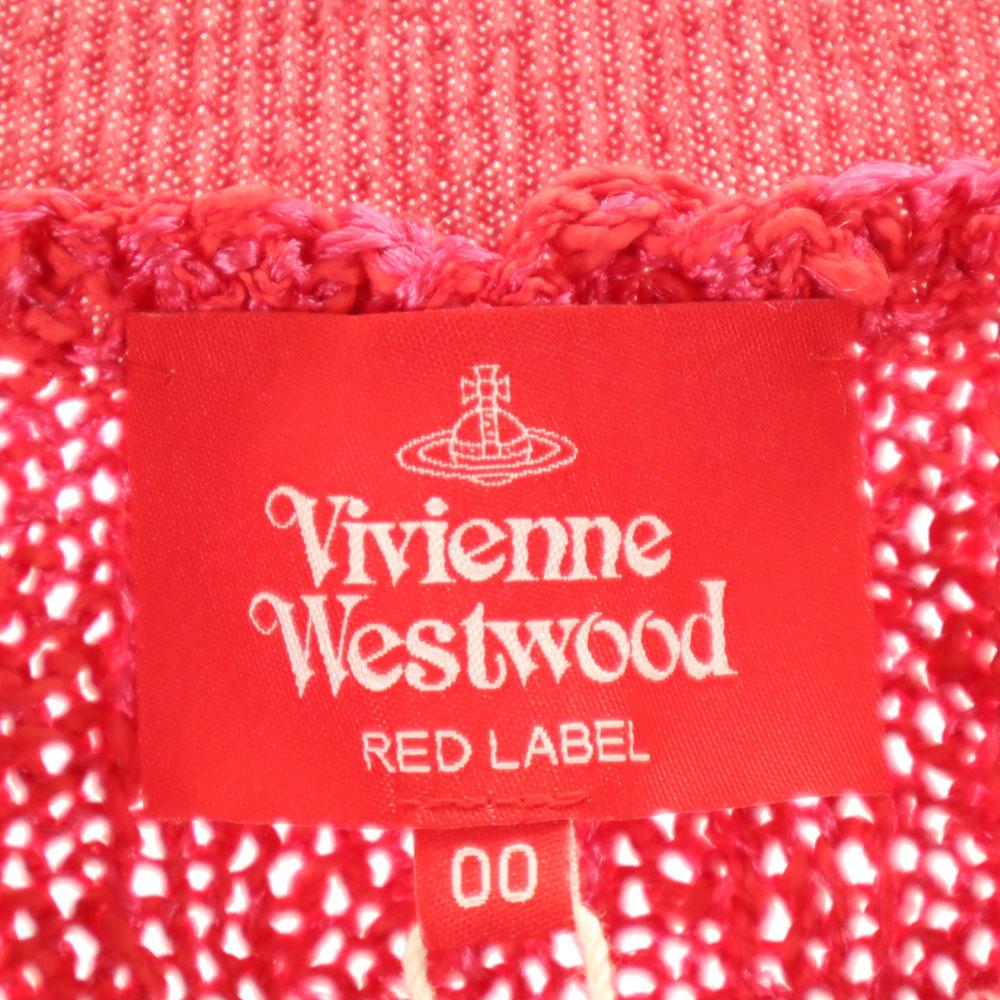 Vivienne
Westwood
RED LABEL
00